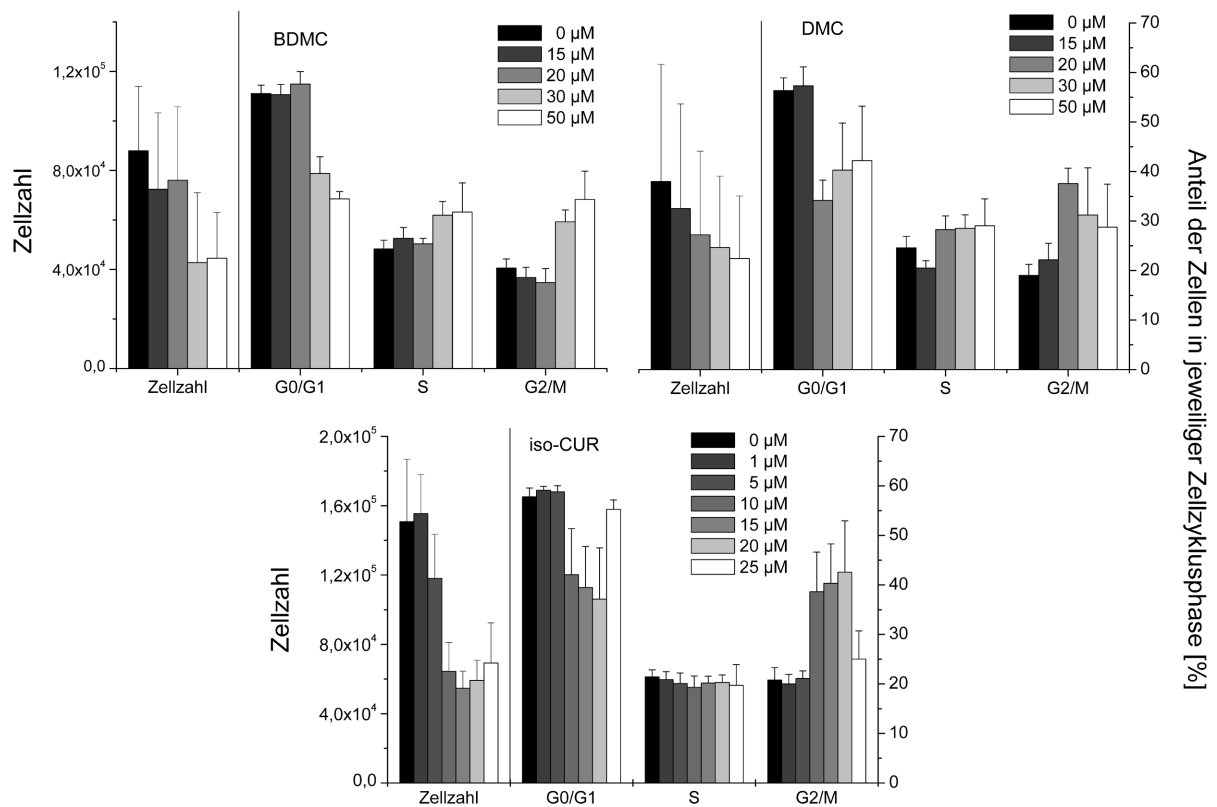 Zellzahl
1,2x10⁵
8,0x10⁴
4,0x10⁴
0,0
BDMC
0 µM
15 µM
20 µM
30 µM
50 µM
Zellzahl
G0/G1
S
G2/M
DMC
0 µM
15 µM
20 µM
30 µM
50 µM
Zellzahl
G0/G1
S
G2/M
70
60
50
40
30
20
10
0
Anteil der Zellen in jeweiliger Zellzyklusphase [%]
Zellzahl
2,0x10⁵
1,6x10⁵
1,2x10⁵
8,0x10⁴
4,0x10⁴
0,0
iso-CUR
0 µM
1 µM
5 µM
10 µM
15 µM
20 µM
25 µM
Zellzahl
G0/G1
S
G2/M
70
60
50
40
30
20
10
0